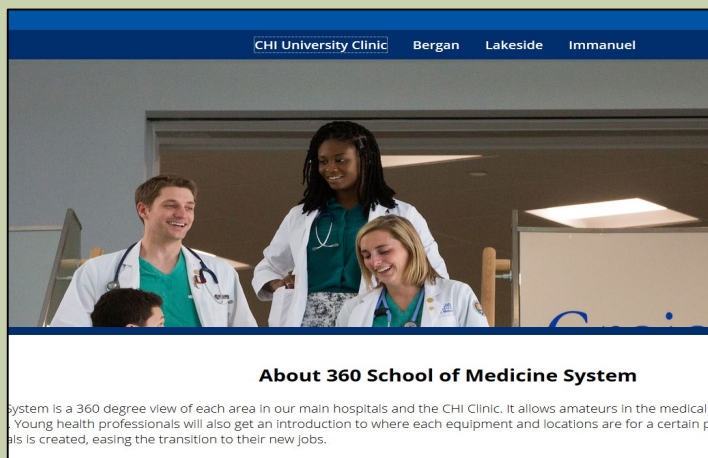 CHI University Clinic Bergan Lakeside Immanuel
About 360 School of Medicine System
System is a 360 degree view of each area in our main hospitals and the CHI Clinic. It allows amateurs in the medical
. Young health professionals will also get an introduction to where each equipment and locations are for a certain p
als is created, easing the transition to their new jobs.